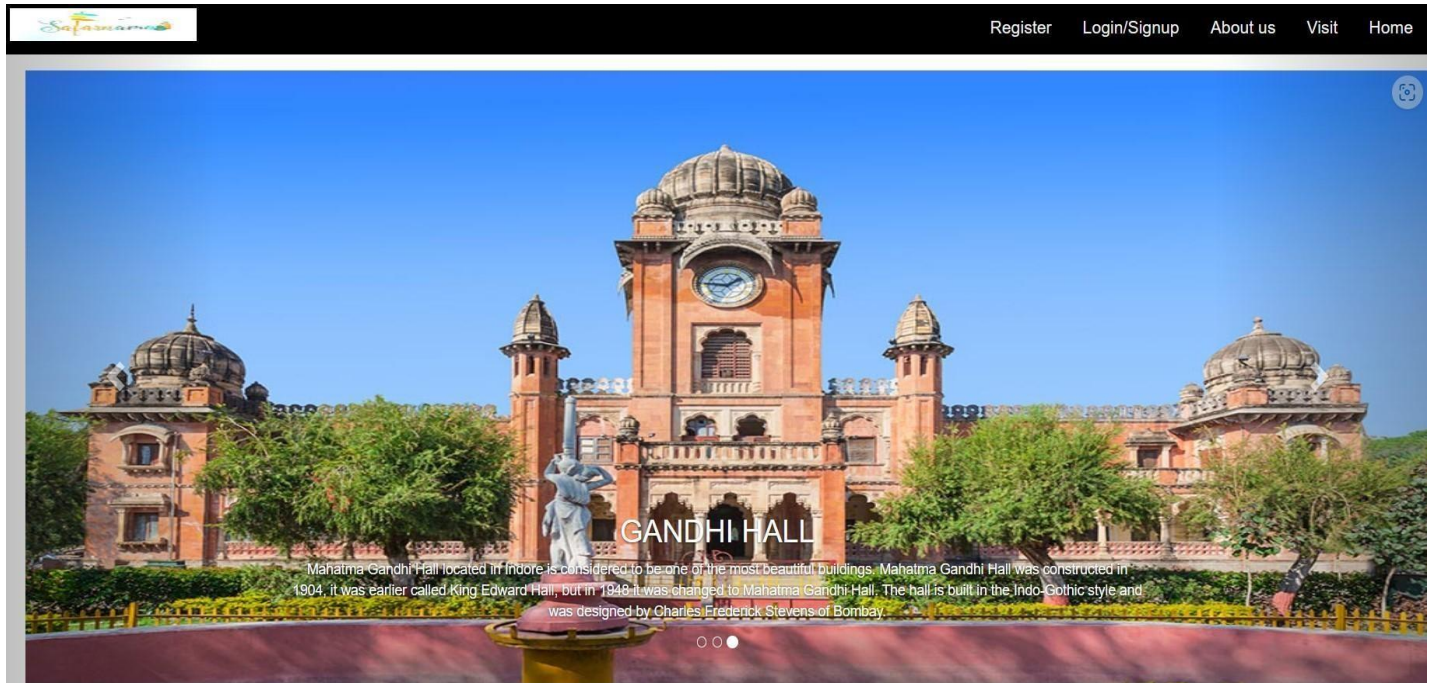 Safarnama
Register Login/Signup About us Visit Home
GANDHI HALL
Mahatma Gandhi Hall located in Indore is considered to be one of the most beautiful buildings. Mahatma Gandhi Hall was constructed in
1904, it was earlier called King Edward Hall, but in 1948 it was changed to Mahatma Gandhi Hall. The hall is built in the Indo-Gothic style and
was designed by Charles Frederick Stevens of Bombay.